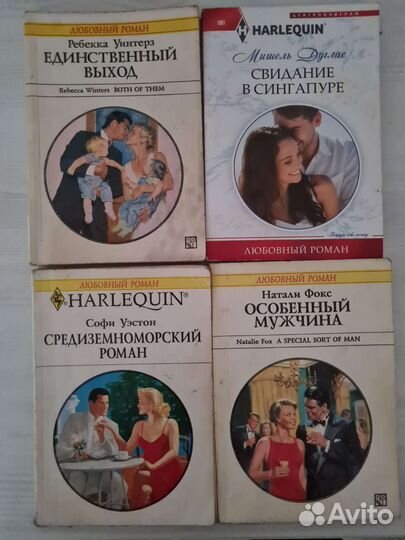 ЛЮБОВНЫЙ РОМАН
Ребекка Уинтерз
ЕДИНСТВЕННЫЙ
ВЫХОД
Rebecca Winters BOTH OF THEM
ЦЕНТРПОЛИГРАФ
HARLEQUIN®
Мишель Дуглас
СВИДАНИЕ
В СИНГАПУРЕ
ЛЮБОВНЫЙ РОМАН
ЛЮБОВНЫЙ РОМАН
HARLEQUIN®
Софи Уэстон
СРЕДИЗЕМНОМОРСКИЙ
РОМАН
ЛЮБОВНЫЙ РОМАН
Натали Фокс
ОСОБЕННЫЙ
МУЖЧИНА
Natalie Fox A SPECIAL SORT OF MAN
Avito